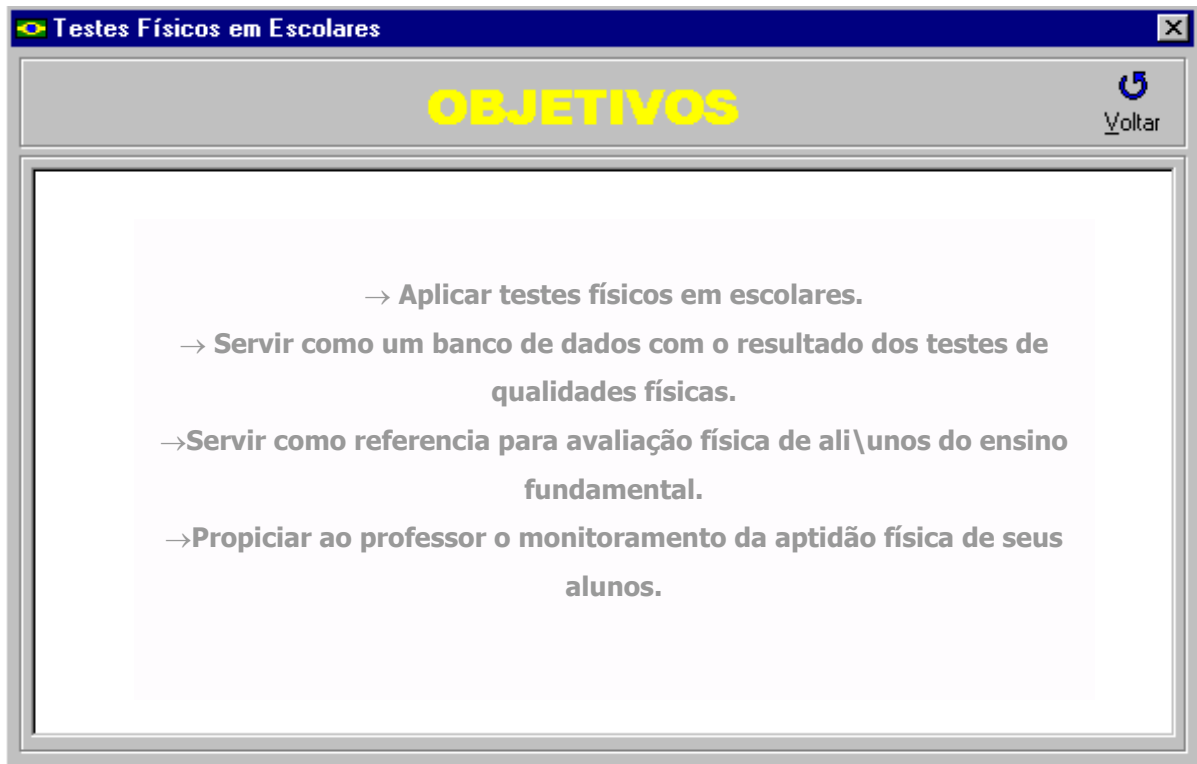 Testes Físicos em Escolares
OBJETIVOS
Voltar
→ Aplicar testes físicos em escolares.
→ Servir como um banco de dados com o resultado dos testes de
qualidades físicas.
→Servir como referencia para avaliação física de ali\unos do ensino
fundamental.
→Propiciar ao professor o monitoramento da aptidão física de seus
alunos.